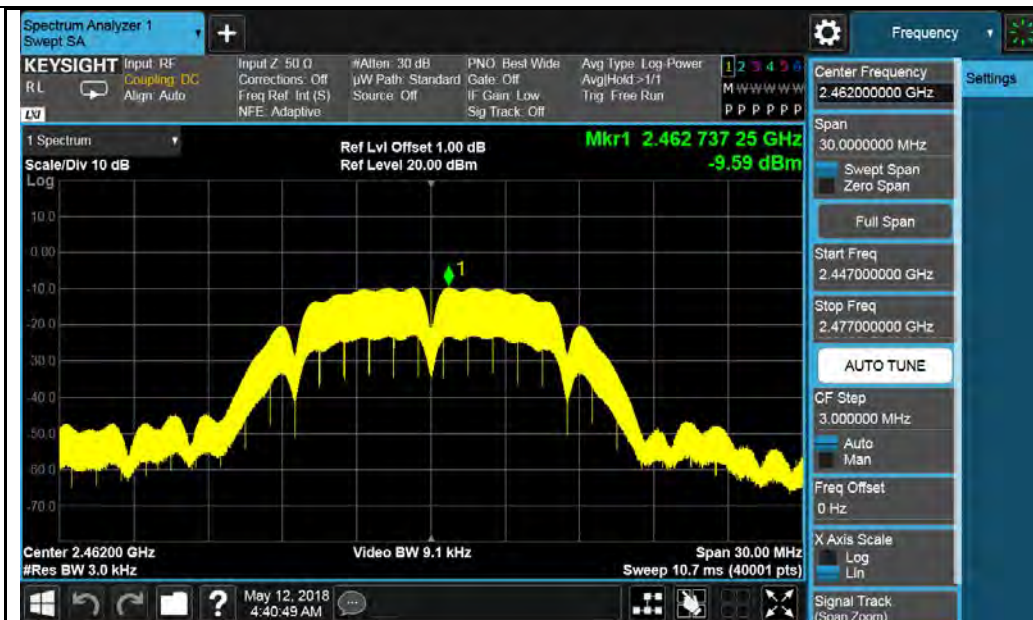 Spectrum Analyzer 1
Swept SA
+
Frequency
KEYSIGHT
RL
LXI
Input: RF
Coupling: DC
Align: Auto
Input Z: 50 Ω
Corrections: Off
Freq Ref: Int (S)
NFE: Adaptive
#Atten: 30 dB
µW Path: Standard
Source: Off
PNO: Best Wide
Gate: Off
IF Gain: Low
Sig Track: Off
Avg Type: Log-Power
Avg|Hold:>1/1
Trig: Free Run
1 2 3 4 5 6
M W W W W W
P P P P P P
1 Spectrum
Scale/Div 10 dB
Log
Ref Lvl Offset 1.00 dB
Ref Level 20.00 dBm
Mkr1 2.462 737 25 GHz
-9.59 dBm
10.0
0.00
-10.0
-20.0
-30.0
-40.0
-50.0
-60.0
-70.0
1
Center 2.46200 GHz
#Res BW 3.0 kHz
Video BW 9.1 kHz
Span 30.00 MHz
Sweep 10.7 ms (40001 pts)
Center Frequency
2.462000000 GHz
Span
30.0000000 MHz
Swept Span
Zero Span
Full Span
Start Freq
2.447000000 GHz
Stop Freq
2.477000000 GHz
AUTO TUNE
CF Step
3.000000 MHz
Auto
Man
Freq Offset
0 Hz
X Axis Scale
Log
Lin
Signal Track
(Span Zoom)
Settings
?
May 12, 2018
4:40:49 AM